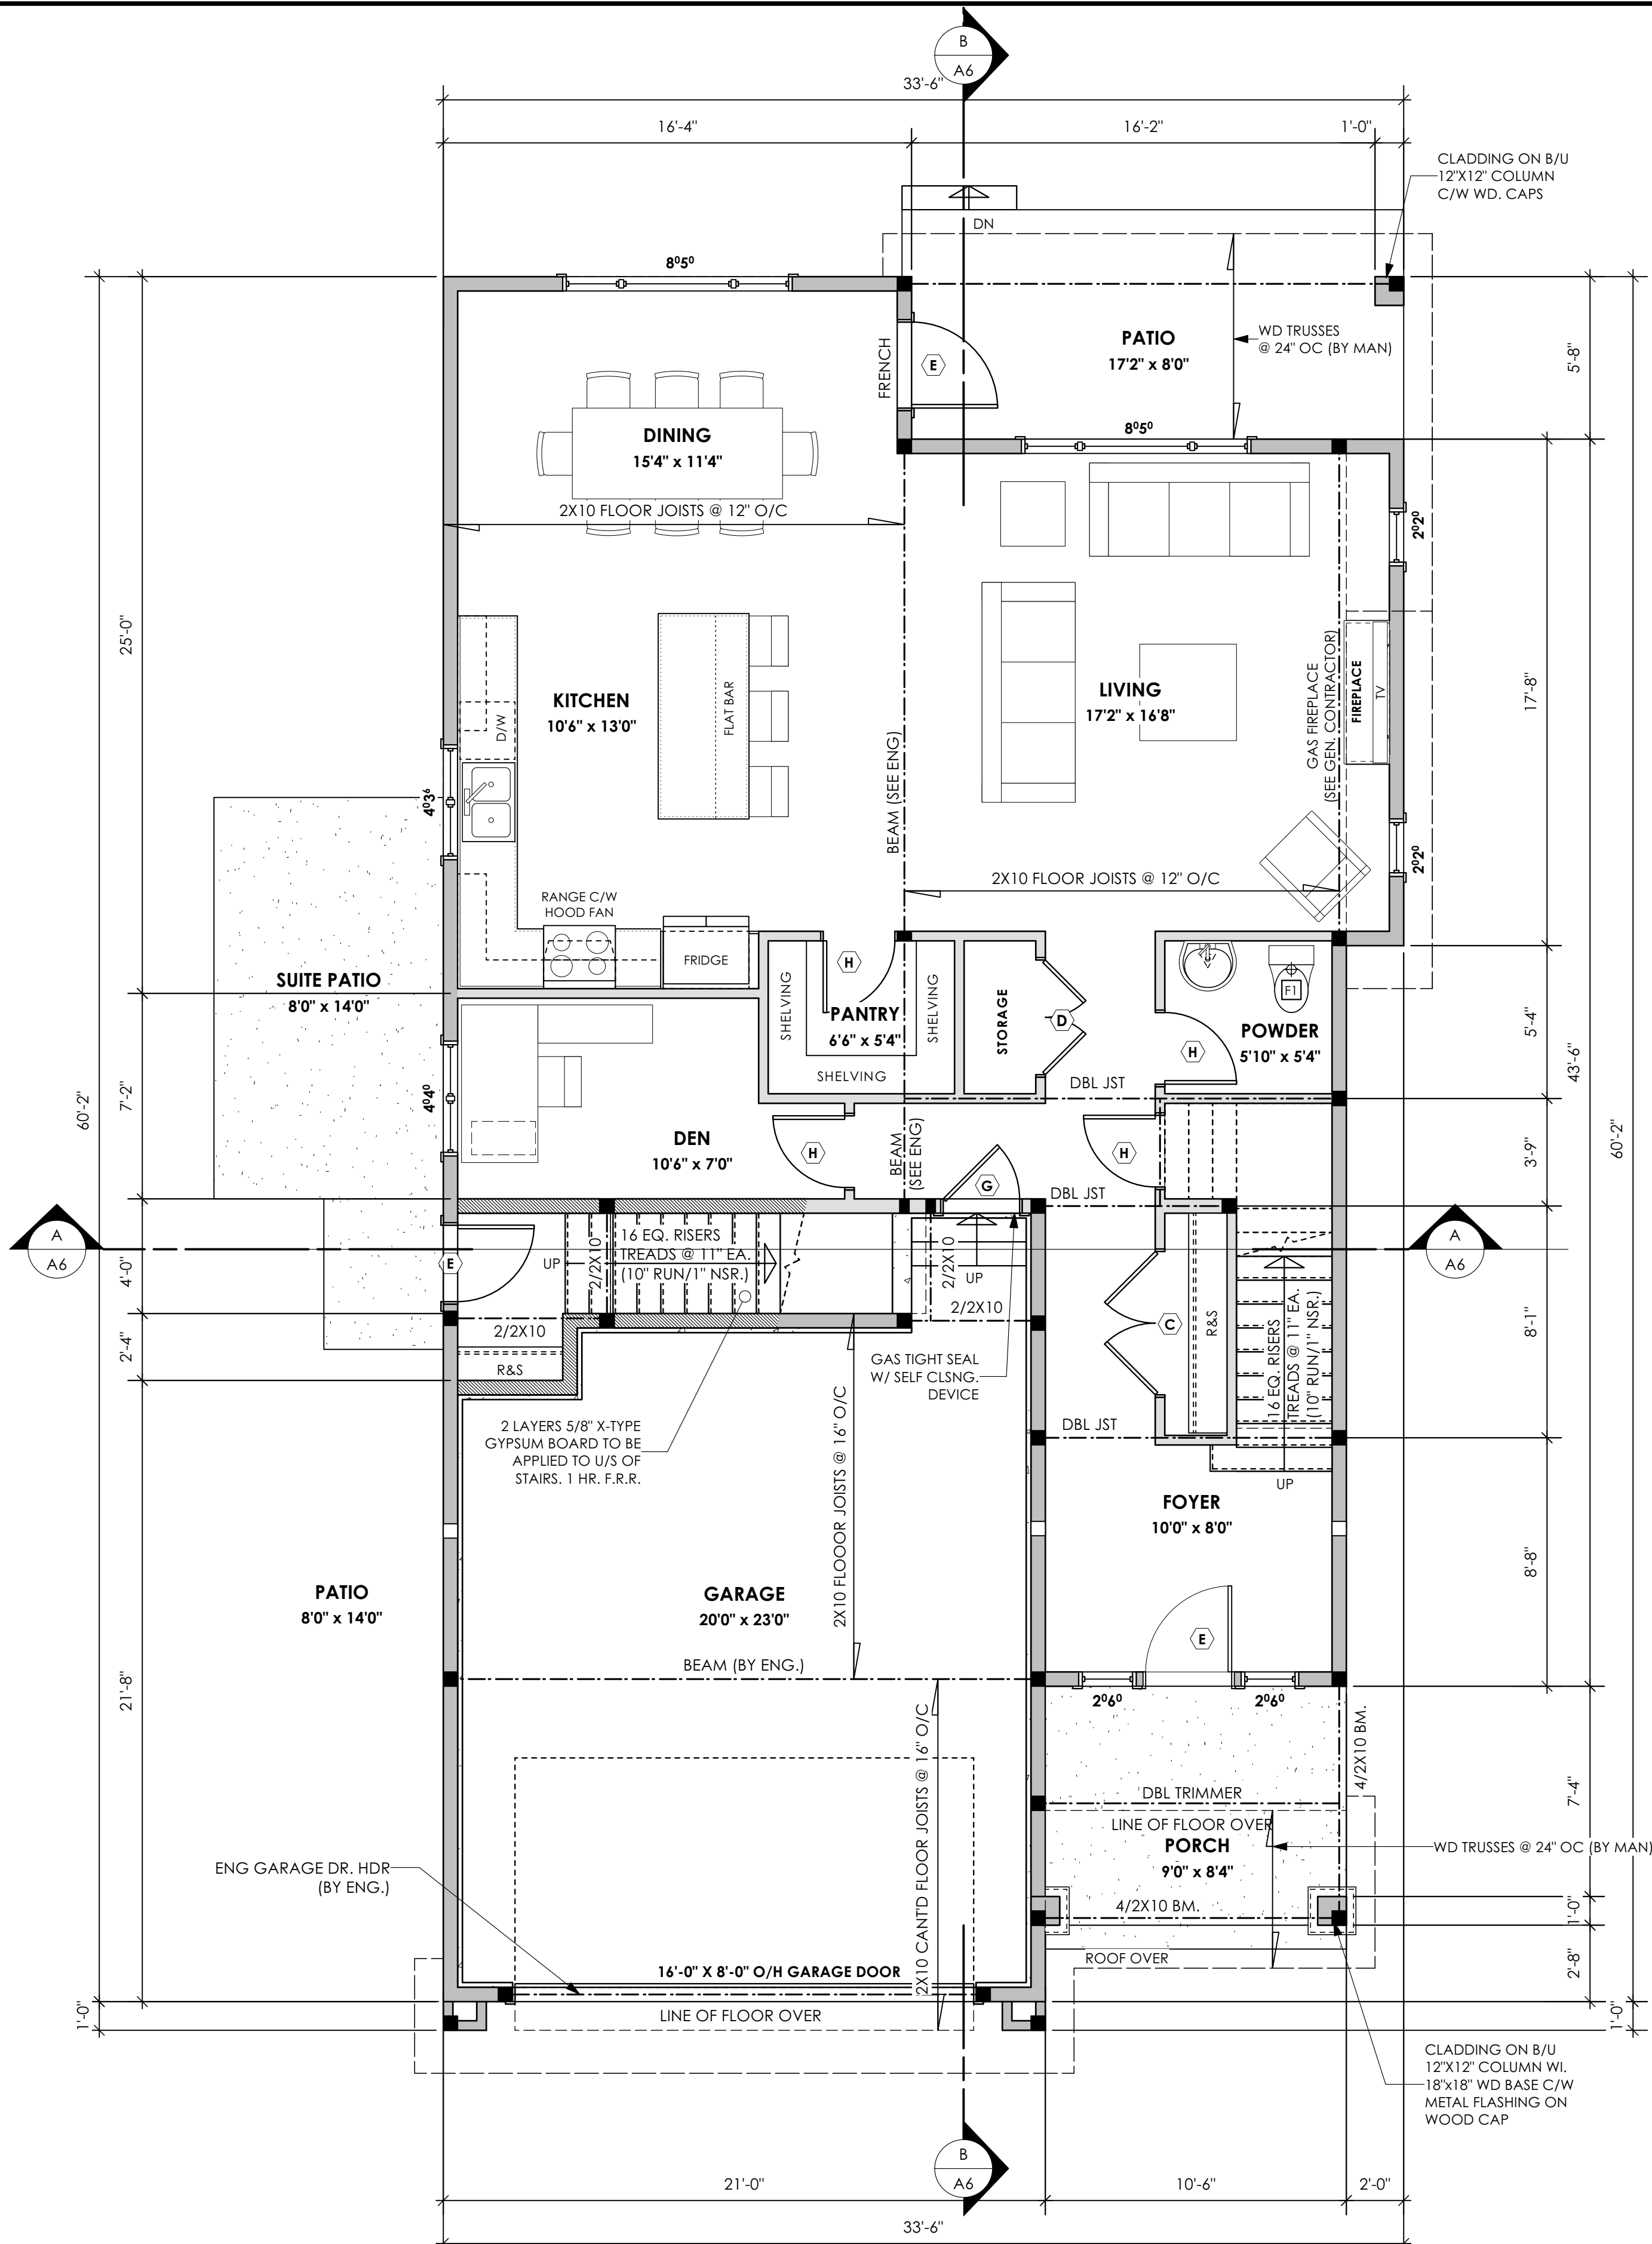 B
A6
33'-6"
16'-4"
16'-2"
1'-0"
CLADDING ON B/U
12"X12" COLUMN
C/W WD. CAPS
DN
8⁰5⁰
FRENCH
E
PATIO
17'2" x 8'0"
WD TRUSSES
@ 24" OC (BY MAN)
5'-8"
8⁰5⁰
DINING
15'4" x 11'4"
2X10 FLOOR JOISTS @ 12" O/C
2⁰2⁰
25'-0"
KITCHEN
10'6" x 13'0"
D/W
FLAT BAR
BEAM (SEE ENG)
LIVING
17'2" x 16'8"
GAS FIREPLACE
(SEE GEN. CONTRACTOR)
FIREPLACE
TV
17'-8"
4⁰3⁶
2⁰2⁰
2X10 FLOOR JOISTS @ 12" O/C
RANGE C/W
HOOD FAN
FRIDGE
SUITE PATIO
8'0" x 14'0"
SHELVING
H
PANTRY
6'6" x 5'4"
SHELVING
SHELVING
STORAGE
D
F1
POWDER
5'10" x 5'4"
H
5'-4"
43'-6"
DBL JST
60'-2"
7'-2"
4⁰4⁰
DEN
10'6" x 7'0"
H
BEAM
(SEE ENG)
G
H
DBL JST
3'-9"
60'-2"
A
A6
E
UP
2/2X10
16 EQ. RISERS
TREADS @ 11" EA.
(10" RUN/1" NSR.)
2/2X10
UP
2/2X10
A
A6
4'-0"
2'-4"
2/2X10
R&S
GAS TIGHT SEAL
W/ SELF CLSNG.
DEVICE
C
R&S
16 EQ. RISERS
TREADS @ 11" EA.
(10" RUN/1" NSR.)
8'-1"
2 LAYERS 5/8" X-TYPE
GYPSUM BOARD TO BE
APPLIED TO U/S OF
STAIRS. 1 HR. F.R.R.
2X10 FLOOOR JOISTS @ 16" O/C
DBL JST
UP
FOYER
10'0" x 8'0"
8'-8"
PATIO
8'0" x 14'0"
GARAGE
20'0" x 23'0"
E
BEAM (BY ENG.)
21'-8"
2⁰6⁰
2⁰6⁰
2X10 CANT'D FLOOR JOISTS @ 16" O/C
4/2X10 BM.
DBL TRIMMER
LINE OF FLOOR OVER
PORCH
9'0" x 8'4"
WD TRUSSES @ 24" OC (BY MAN)
7'-4"
ENG GARAGE DR. HDR
(BY ENG.)
4/2X10 BM.
1'-0"
ROOF OVER
2'-8"
16'-0" X 8'-0" O/H GARAGE DOOR
LINE OF FLOOR OVER
1'-0"
1'-0"
CLADDING ON B/U
12"X12" COLUMN WI.
18"x18" WD BASE C/W
METAL FLASHING ON
WOOD CAP
B
A6
21'-0"
10'-6"
2'-0"
33'-6"